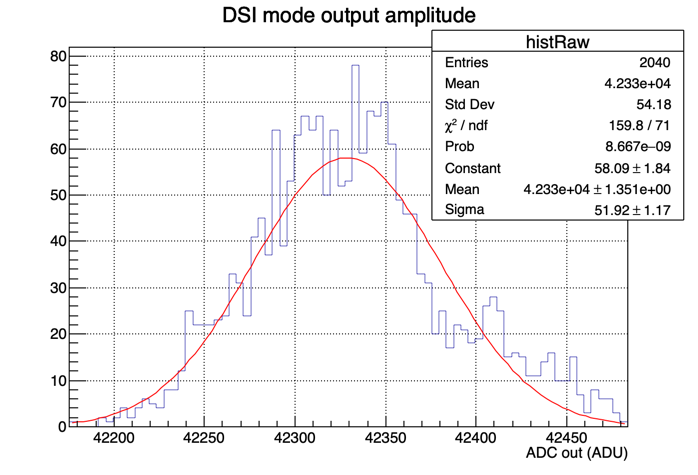 DSI mode output amplitude
histRaw
Entries 2040
Mean 4.233e+04
Std Dev 54.18
χ² / ndf 159.8 / 71
Prob 8.667e−09
Constant 58.09 ± 1.84
Mean 4.233e+04 ± 1.351e+00
Sigma 51.92 ± 1.17
80
70
60
50
40
30
20
10
0
42200 42250 42300 42350 42400 42450
ADC out (ADU)